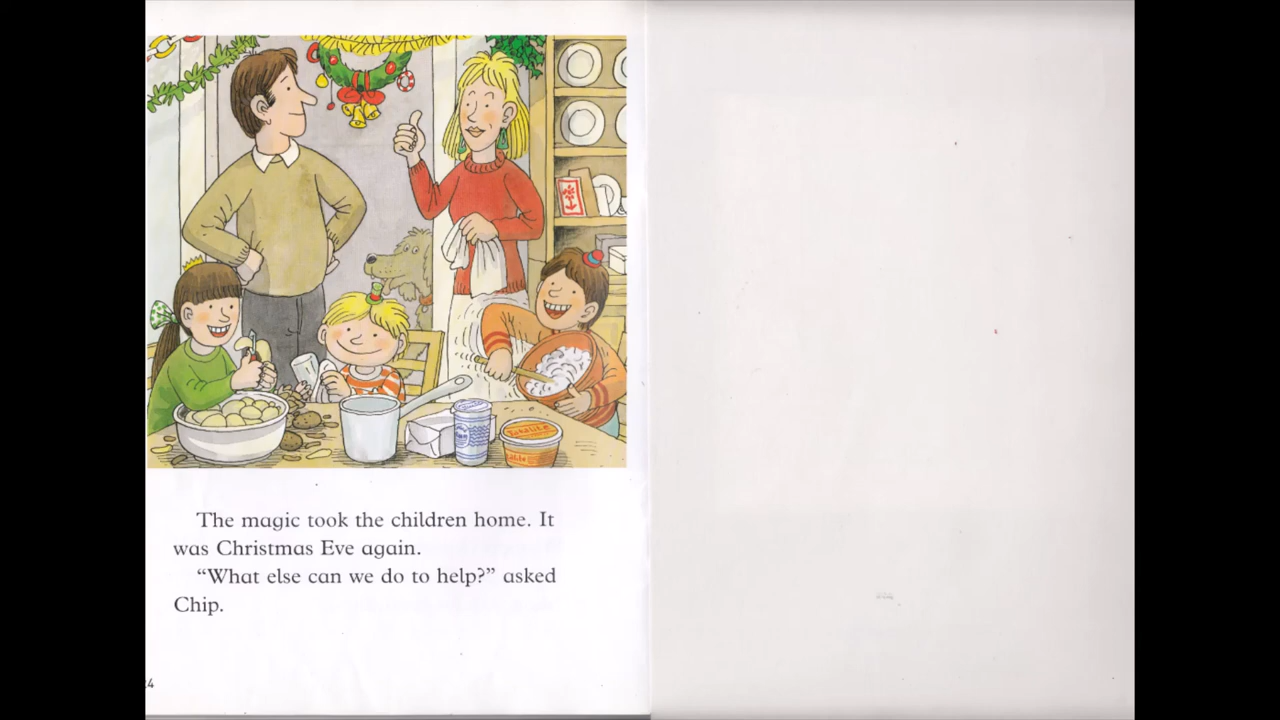 The magic took the children home. It
was Christmas Eve again.
“What else can we do to help?” asked
Chip.
4